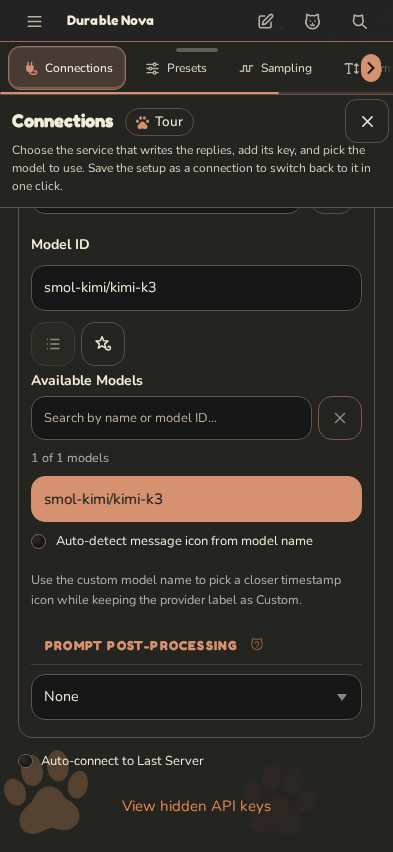 Durable Nova
Connections
Presets
Sampling
Connections
Tour
Choose the service that writes the replies, add its key, and pick the
model to use. Save the setup as a connection to switch back to it in
one click.
Model ID
smol-kimi/kimi-k3
Available Models
Search by name or model ID...
1 of 1 models
smol-kimi/kimi-k3
Auto-detect message icon from model name
Use the custom model name to pick a closer timestamp
icon while keeping the provider label as Custom.
PROMPT POST-PROCESSING
None
Auto-connect to Last Server
View hidden API keys